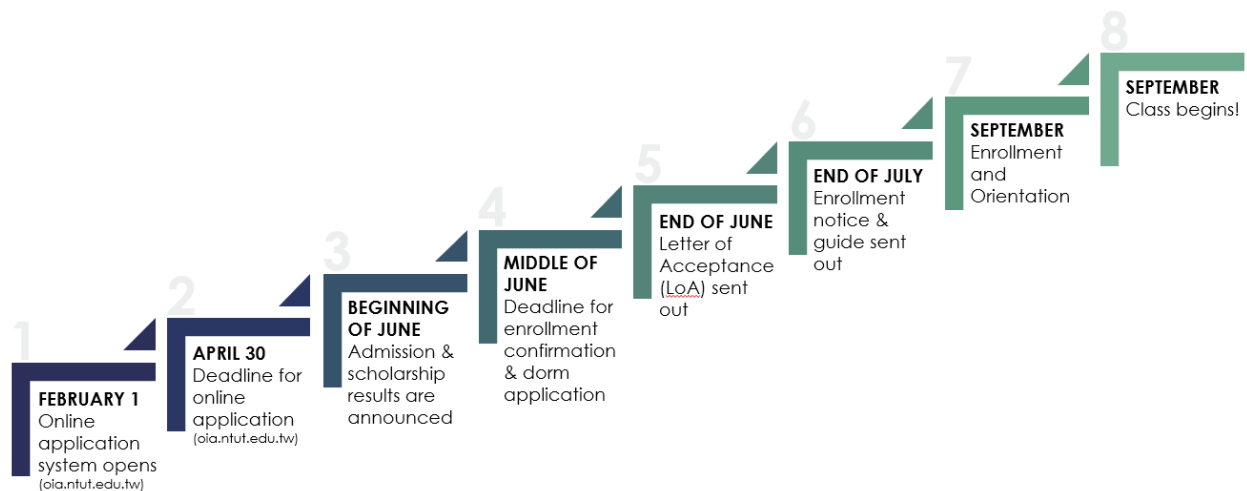 1
FEBRUARY 1
Online
application
system opens
(oia.ntut.edu.tw)
2
APRIL 30
Deadline for
online
application
(oia.ntut.edu.tw)
3
BEGINNING
OF JUNE
Admission &
scholarship
results are
announced
4
MIDDLE OF
JUNE
Deadline for
enrollment
confirmation
& dorm
application
5
END OF JUNE
Letter of
Acceptance
(LoA) sent
out
6
END OF JULY
Enrollment
notice &
guide sent
out
7
SEPTEMBER
Enrollment
and
Orientation
8
SEPTEMBER
Class begins!